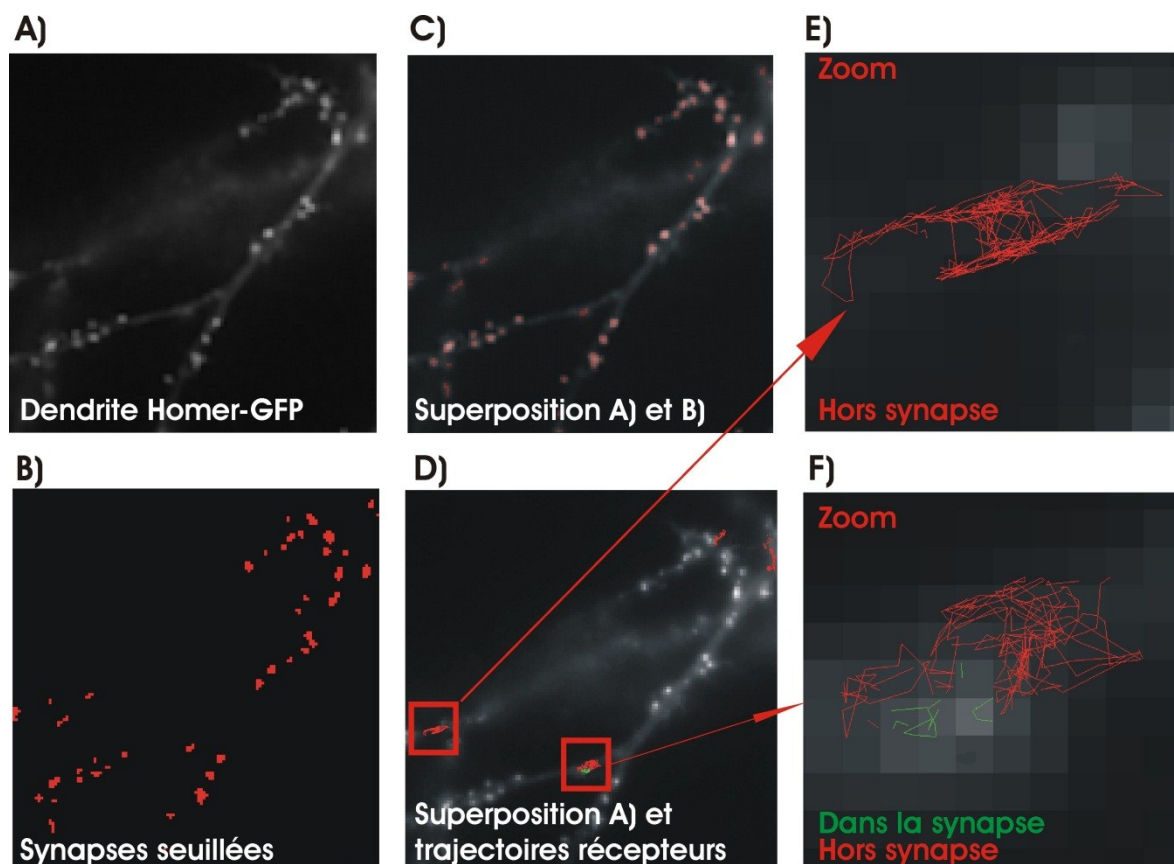 A)
Dendrite Homer-GFP
B)
Synapses seuillées
C)
Superposition A) et B)
D)
Superposition A) et
trajectoires récepteurs
E)
Zoom
Hors synapse
F)
Zoom
Dans la synapse
Hors synapse